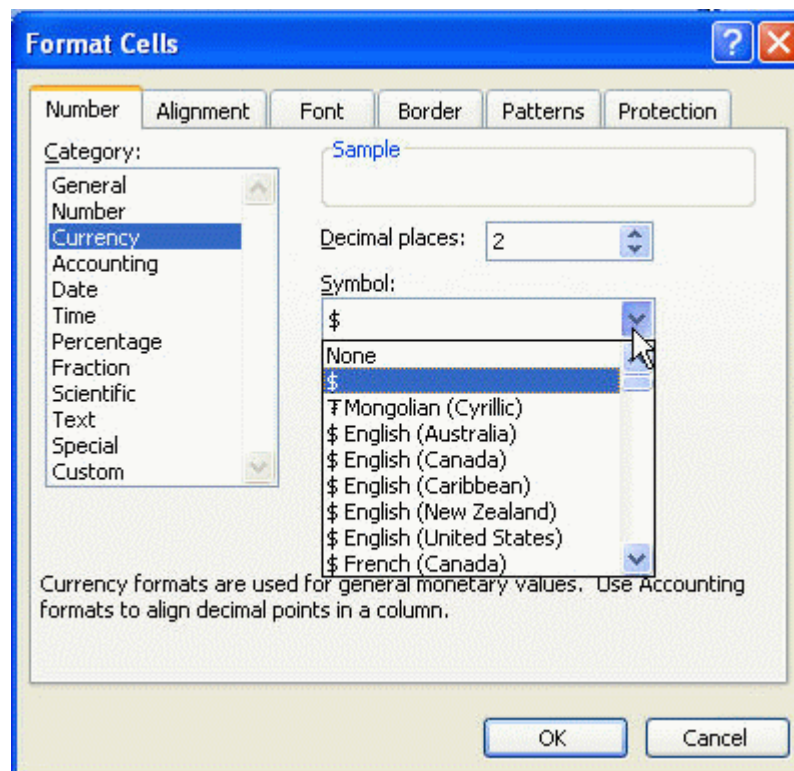 Format Cells
Number Alignment Font Border Patterns Protection
Category:
General
Number
Currency
Accounting
Date
Time
Percentage
Fraction
Scientific
Text
Special
Custom
Sample
Decimal places: 2
Symbol:
$
None
$
₮ Mongolian (Cyrillic)
$ English (Australia)
$ English (Canada)
$ English (Caribbean)
$ English (New Zealand)
$ English (United States)
$ French (Canada)
Currency formats are used for general monetary values. Use Accounting
formats to align decimal points in a column.
OK Cancel